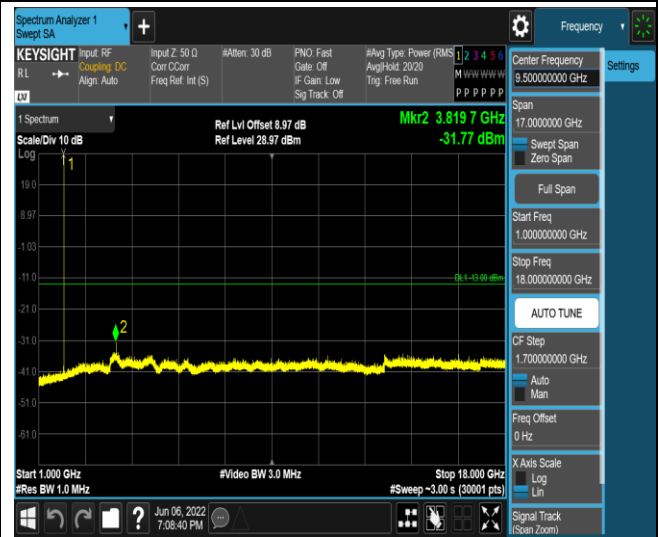 Spectrum Analyzer 1
Swept SA
Frequency
KEYSIGHT
RL
LXI
Input: RF
Coupling: DC
Align: Auto
Input Z: 50 Ω
Corr CCorr
Freq Ref: Int (S)
#Atten: 30 dB
PNO: Fast
Gate: Off
IF Gain: Low
Sig Track: Off
#Avg Type: Power (RMS
Avg|Hold: 20/20
Trig: Free Run
1 2 3 4 5 6
M W W W W W
P P P P P P
1 Spectrum
Scale/Div 10 dB
Log
Ref Lvl Offset 8.97 dB
Ref Level 28.97 dBm
Mkr2 3.819 7 GHz
-31.77 dBm
1
19.0
8.97
-1.03
-11.0
DL1 -13.00 dBm
-21.0
2
-31.0
-41.0
-51.0
-61.0
Start 1.000 GHz
#Res BW 1.0 MHz
#Video BW 3.0 MHz
Stop 18.000 GHz
#Sweep ~3.00 s (30001 pts)
?
Jun 06, 2022
7:08:40 PM
Center Frequency
9.500000000 GHz
Settings
Span
17.0000000 GHz
Swept Span
Zero Span
Full Span
Start Freq
1.000000000 GHz
Stop Freq
18.000000000 GHz
AUTO TUNE
CF Step
1.700000000 GHz
Auto
Man
Freq Offset
0 Hz
X Axis Scale
Log
Lin
Signal Track
(Span Zoom)